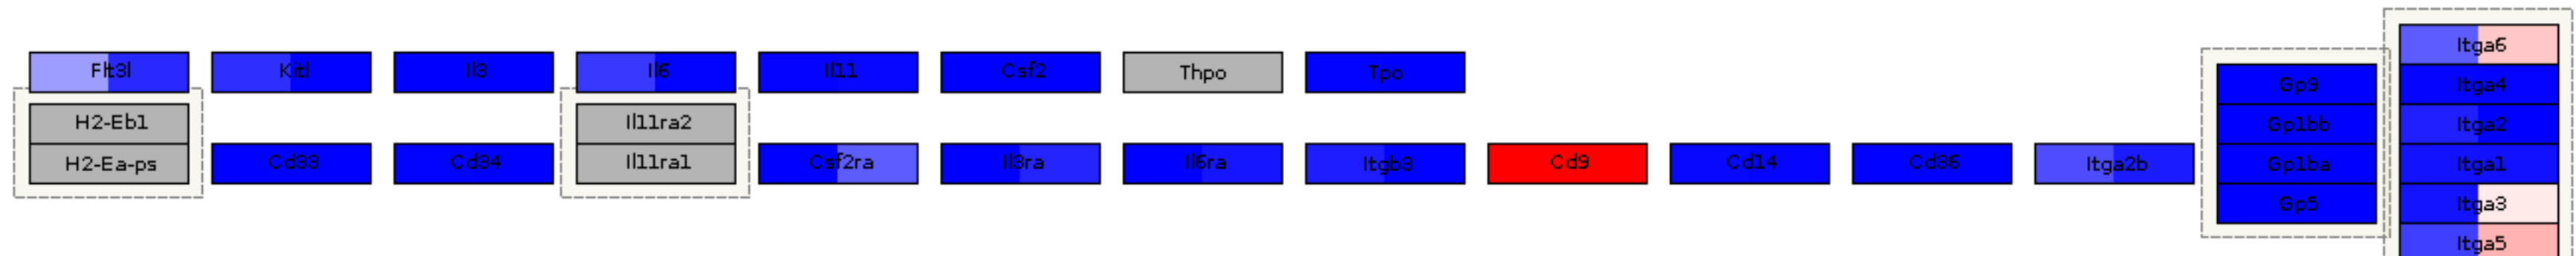 Flt3l Kitl Il3 Il6 Il11 Csf2 Thpo Tpo
H2-Eb1 Il11ra2
H2-Ea-ps Cd33 Cd34 Il11ra1 Csf2ra Il3ra Il6ra Itgb3 Cd9 Cd14 Cd36 Itga2b
Gp9
Gp1bb
Gp1ba
Gp5
Itga6
Itga4
Itga2
Itga1
Itga3
Itga5